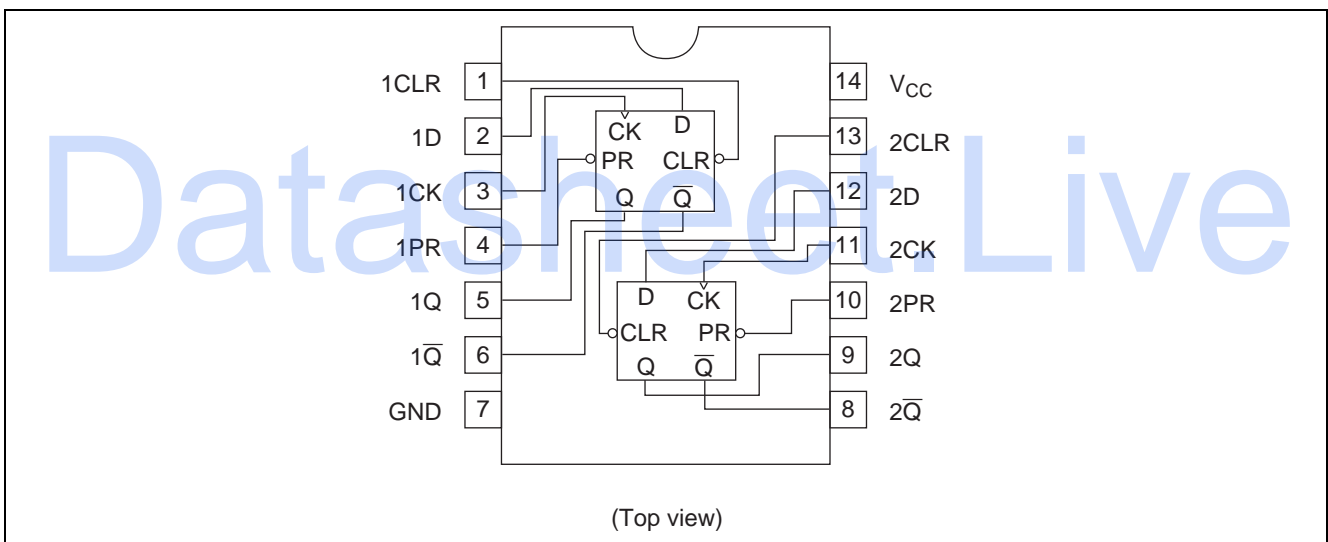 1CLR 1
1D 2
1CK 3
1PR 4
1Q 5
1Q̅ 6
GND 7
14 VCC
13 2CLR
12 2D
11 2CK
10 2PR
9 2Q
8 2Q̅
CK D
PR CLR
Q Q̅
D CK
CLR PR
Q Q̅
Datasheet.Live
(Top view)